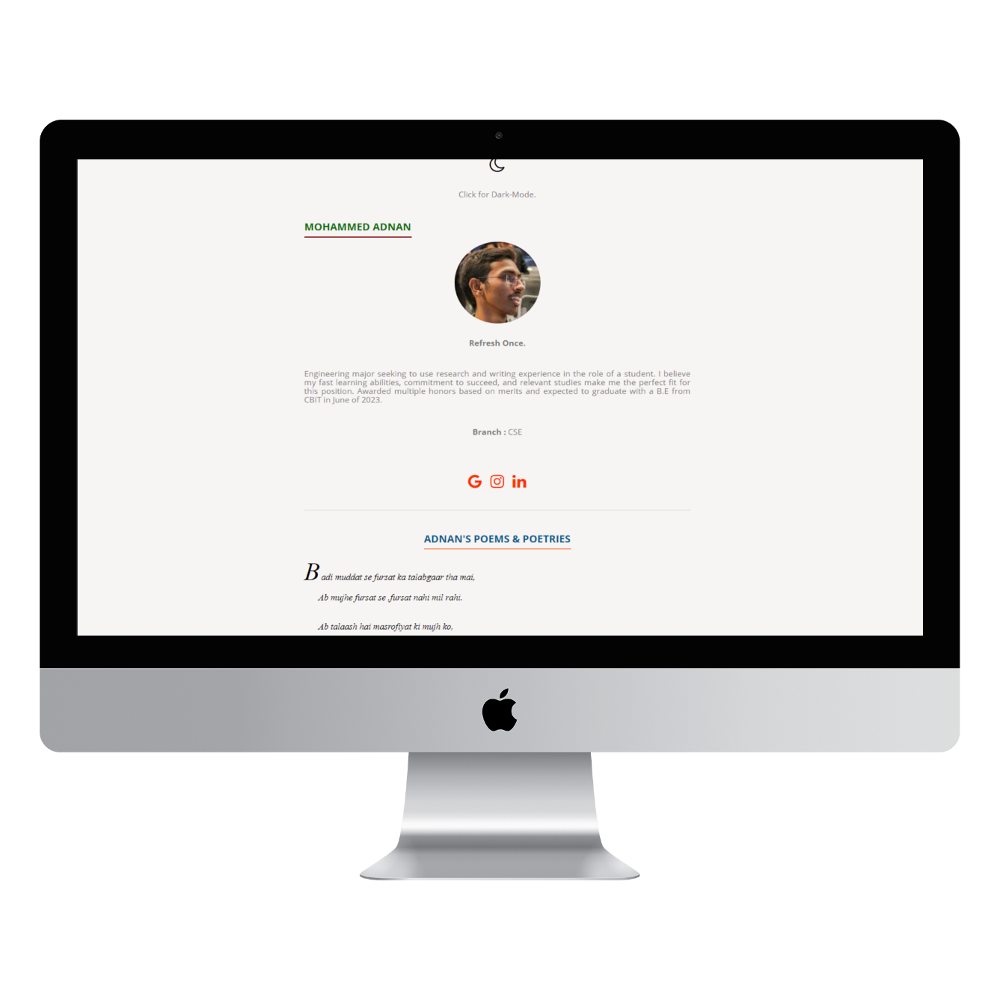 Click for Dark-Mode.
MOHAMMED ADNAN
Refresh Once.
Engineering major seeking to use research and writing experience in the role of a student. I believe
my fast learning abilities, commitment to succeed, and relevant studies make me the perfect fit for
this position. Awarded multiple honors based on merits and expected to graduate with a B.E from
CBIT in June of 2023.
Branch : CSE
ADNAN'S POEMS & POETRIES
Badi muddat se fursat ka talabgaar tha mai,
Ab mujhe fursat se ,fursat nahi mil rahi.
Ab talaash hai masrofiyat ki mujh ko,